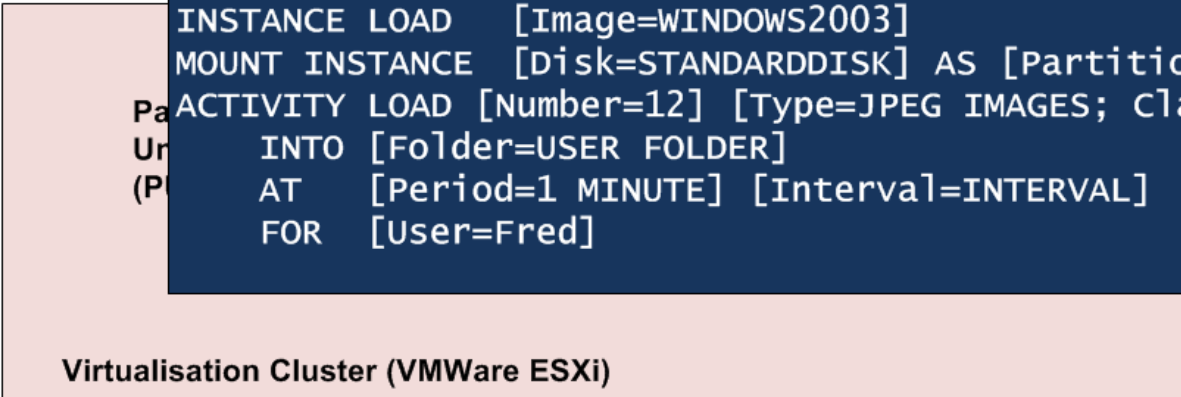 INSTANCE LOAD [Image=WINDOWS2003]
MOUNT INSTANCE [Disk=STANDARDDISK] AS
ACTIVITY LOAD [Number=12] [Type=JPEG IMAGES;
INTO [Folder=USER FOLDER]
AT [Period=1 MINUTE] [Interval=INTERVAL]
FOR [User=Fred]
Virtualisation Cluster (VMWare ESXi)